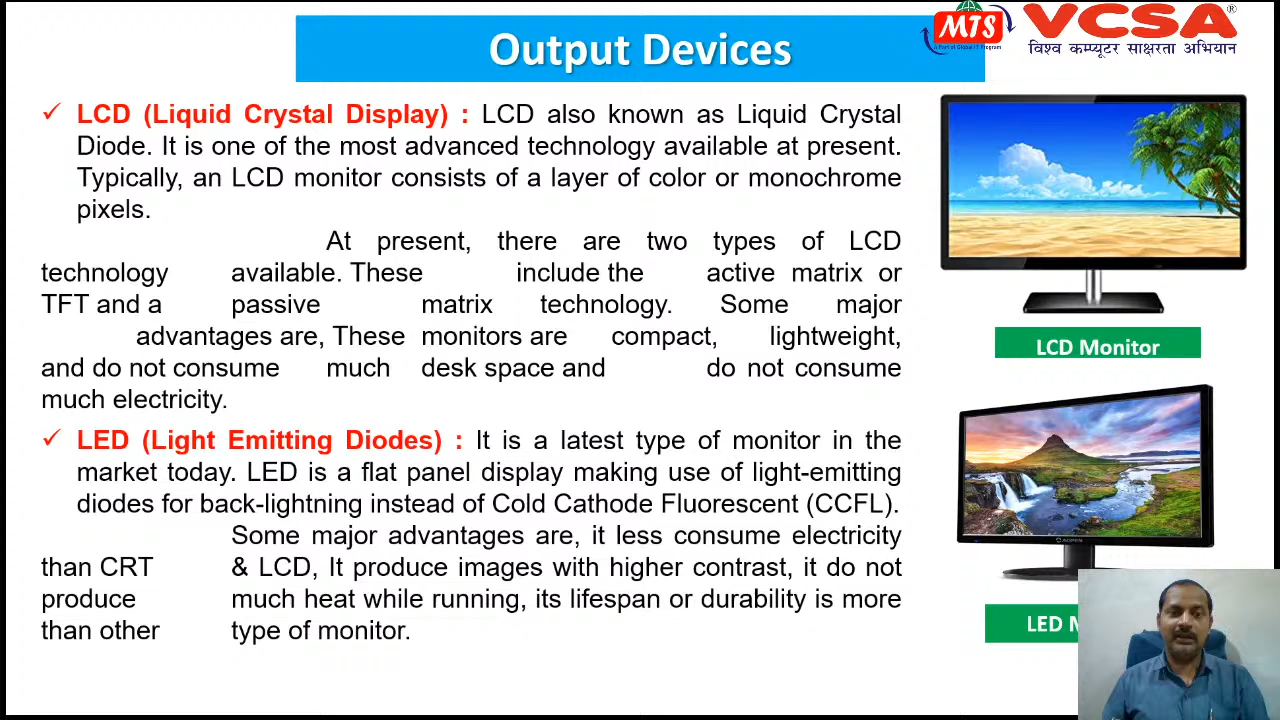 Output Devices
MTS
A Part of Global IT Program
VCSA®
विश्व कम्प्यूटर साक्षरता अभियान
✓ LCD (Liquid Crystal Display) : LCD also known as Liquid Crystal
Diode. It is one of the most advanced technology available at present.
Typically, an LCD monitor consists of a layer of color or monochrome
pixels.
At present, there are two types of LCD
technology available. These include the active matrix or
TFT and a passive matrix technology. Some major
advantages are, These monitors are compact, lightweight,
and do not consume much desk space and do not consume
much electricity.
✓ LED (Light Emitting Diodes) : It is a latest type of monitor in the
market today. LED is a flat panel display making use of light-emitting
diodes for back-lightning instead of Cold Cathode Fluorescent (CCFL).
Some major advantages are, it less consume electricity
than CRT & LCD, It produce images with higher contrast, it do not
produce much heat while running, its lifespan or durability is more
than other type of monitor.
LCD Monitor
LED